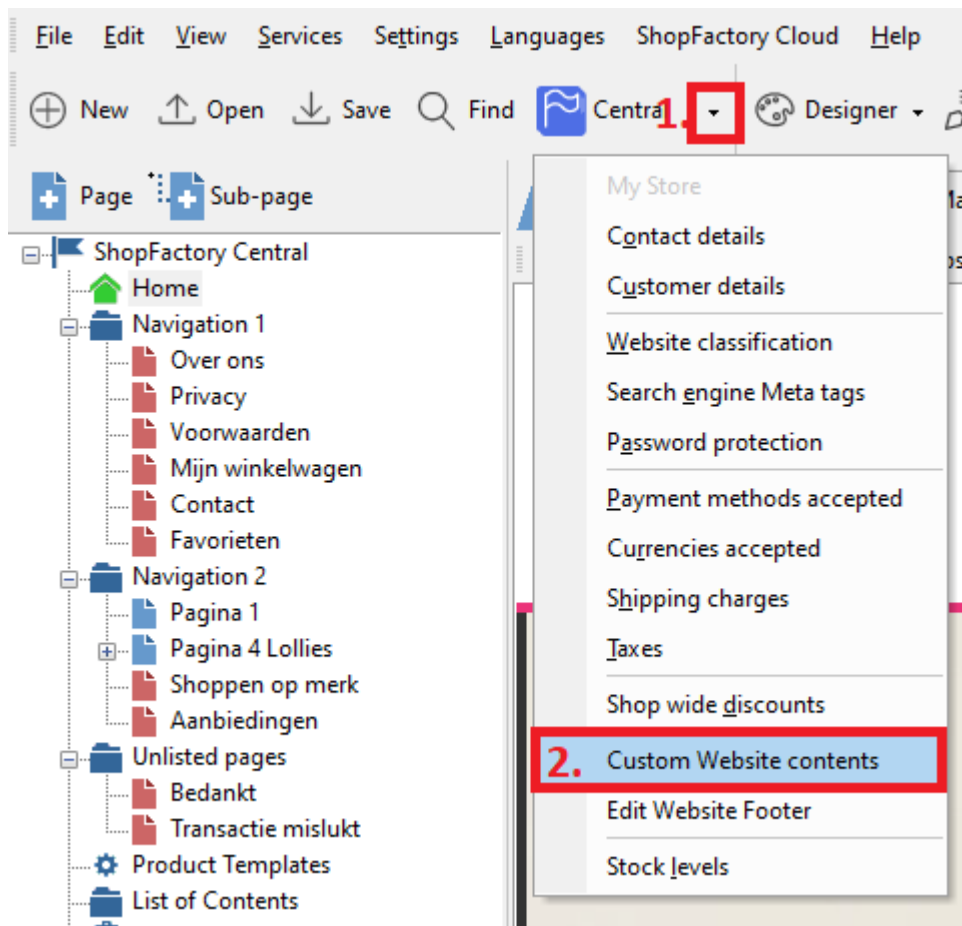 File Edit View Services Settings Languages ShopFactory Cloud Help
New Open Save Find Central 1. Designer
Page Sub-page
ShopFactory Central
Home
Navigation 1
Over ons
Privacy
Voorwaarden
Mijn winkelwagen
Contact
Favorieten
Navigation 2
Pagina 1
Pagina 4 Lollies
Shoppen op merk
Aanbiedingen
Unlisted pages
Bedankt
Transactie mislukt
Product Templates
List of Contents
My Store
Contact details
Customer details
Website classification
Search engine Meta tags
Password protection
Payment methods accepted
Currencies accepted
Shipping charges
Taxes
Shop wide discounts
2. Custom Website contents
Edit Website Footer
Stock levels